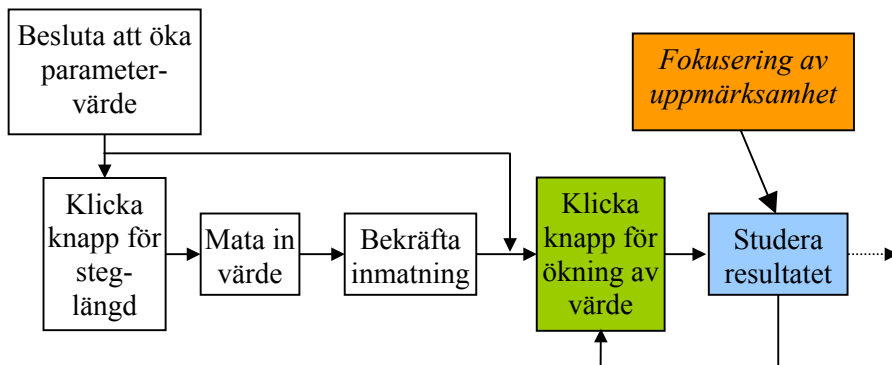 Besluta att öka
parameter-
värde
Fokusering av
uppmärksamhet
Klicka
knapp för
steg-
längd
Mata in
värde
Bekräfta
inmatning
Klicka
knapp för
ökning av
värde
Studera
resultatet